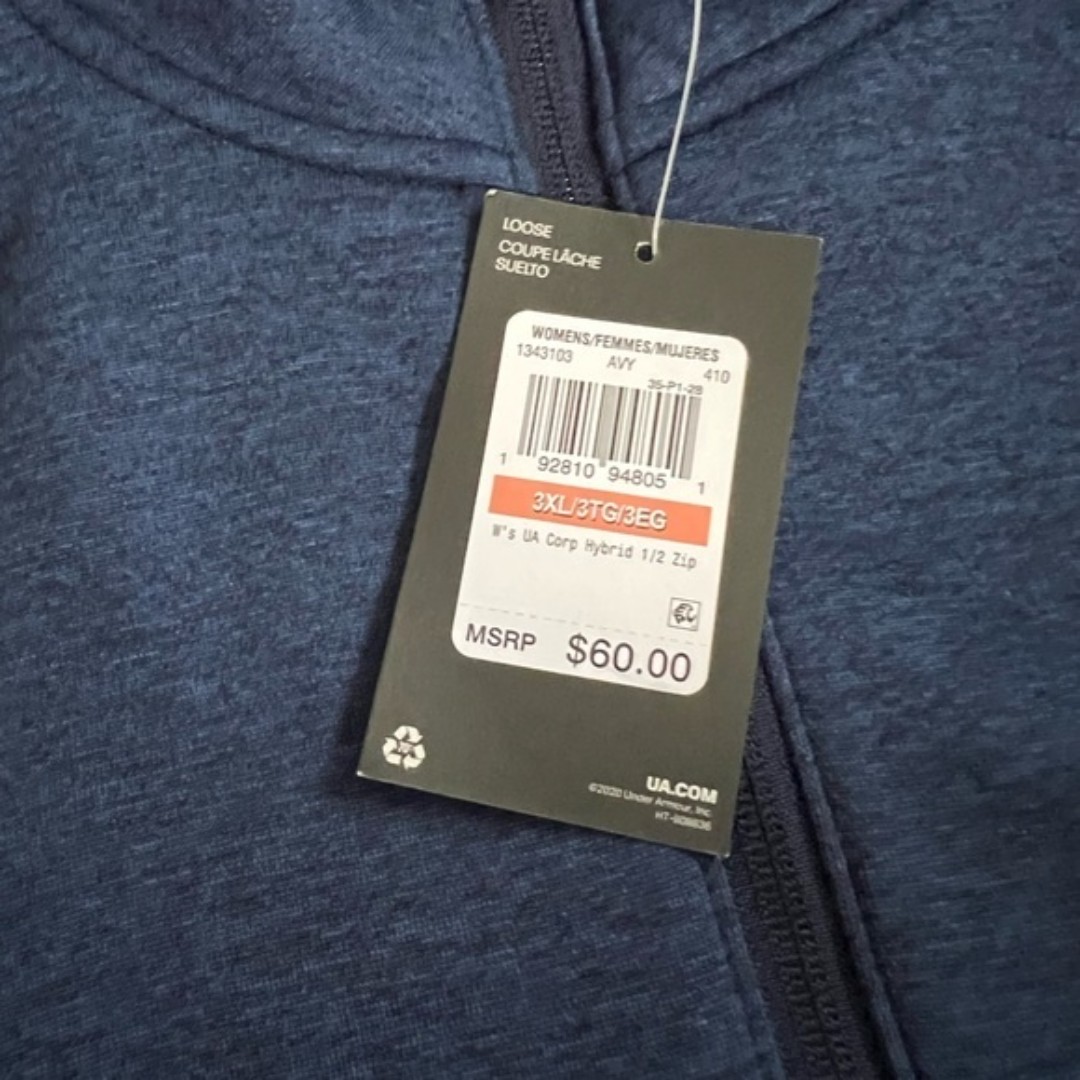 LOOSE
COUPE LÂCHE
SUELTO
WOMENS/FEMMES/MUJERES
1343103 AVY 410
35-P1-28
1 92810 94805 1
3XL/3TG/3EG
W's UA Corp Hybrid 1/2 Zip
MSRP $60.00
UA.COM
©2020 Under Armour, Inc.